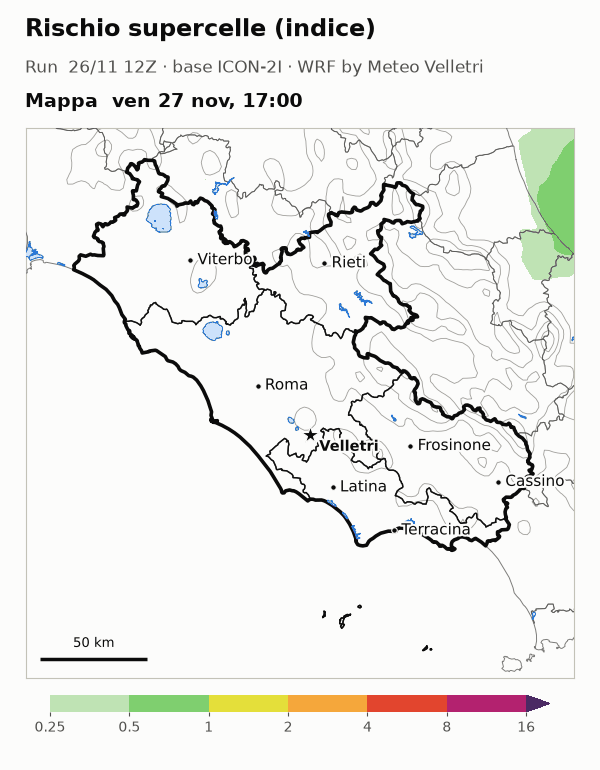 Rischio supercelle (indice)
Run  26/11 12Z · base ICON-2I · WRF by Meteo Velletri
Mappa  ven 27 nov, 17:00
Viterbo
Rieti
Roma
Velletri
Frosinone
Latina
Cassino
Terracina
50 km
0.25 0.5 1 2 4 8 16